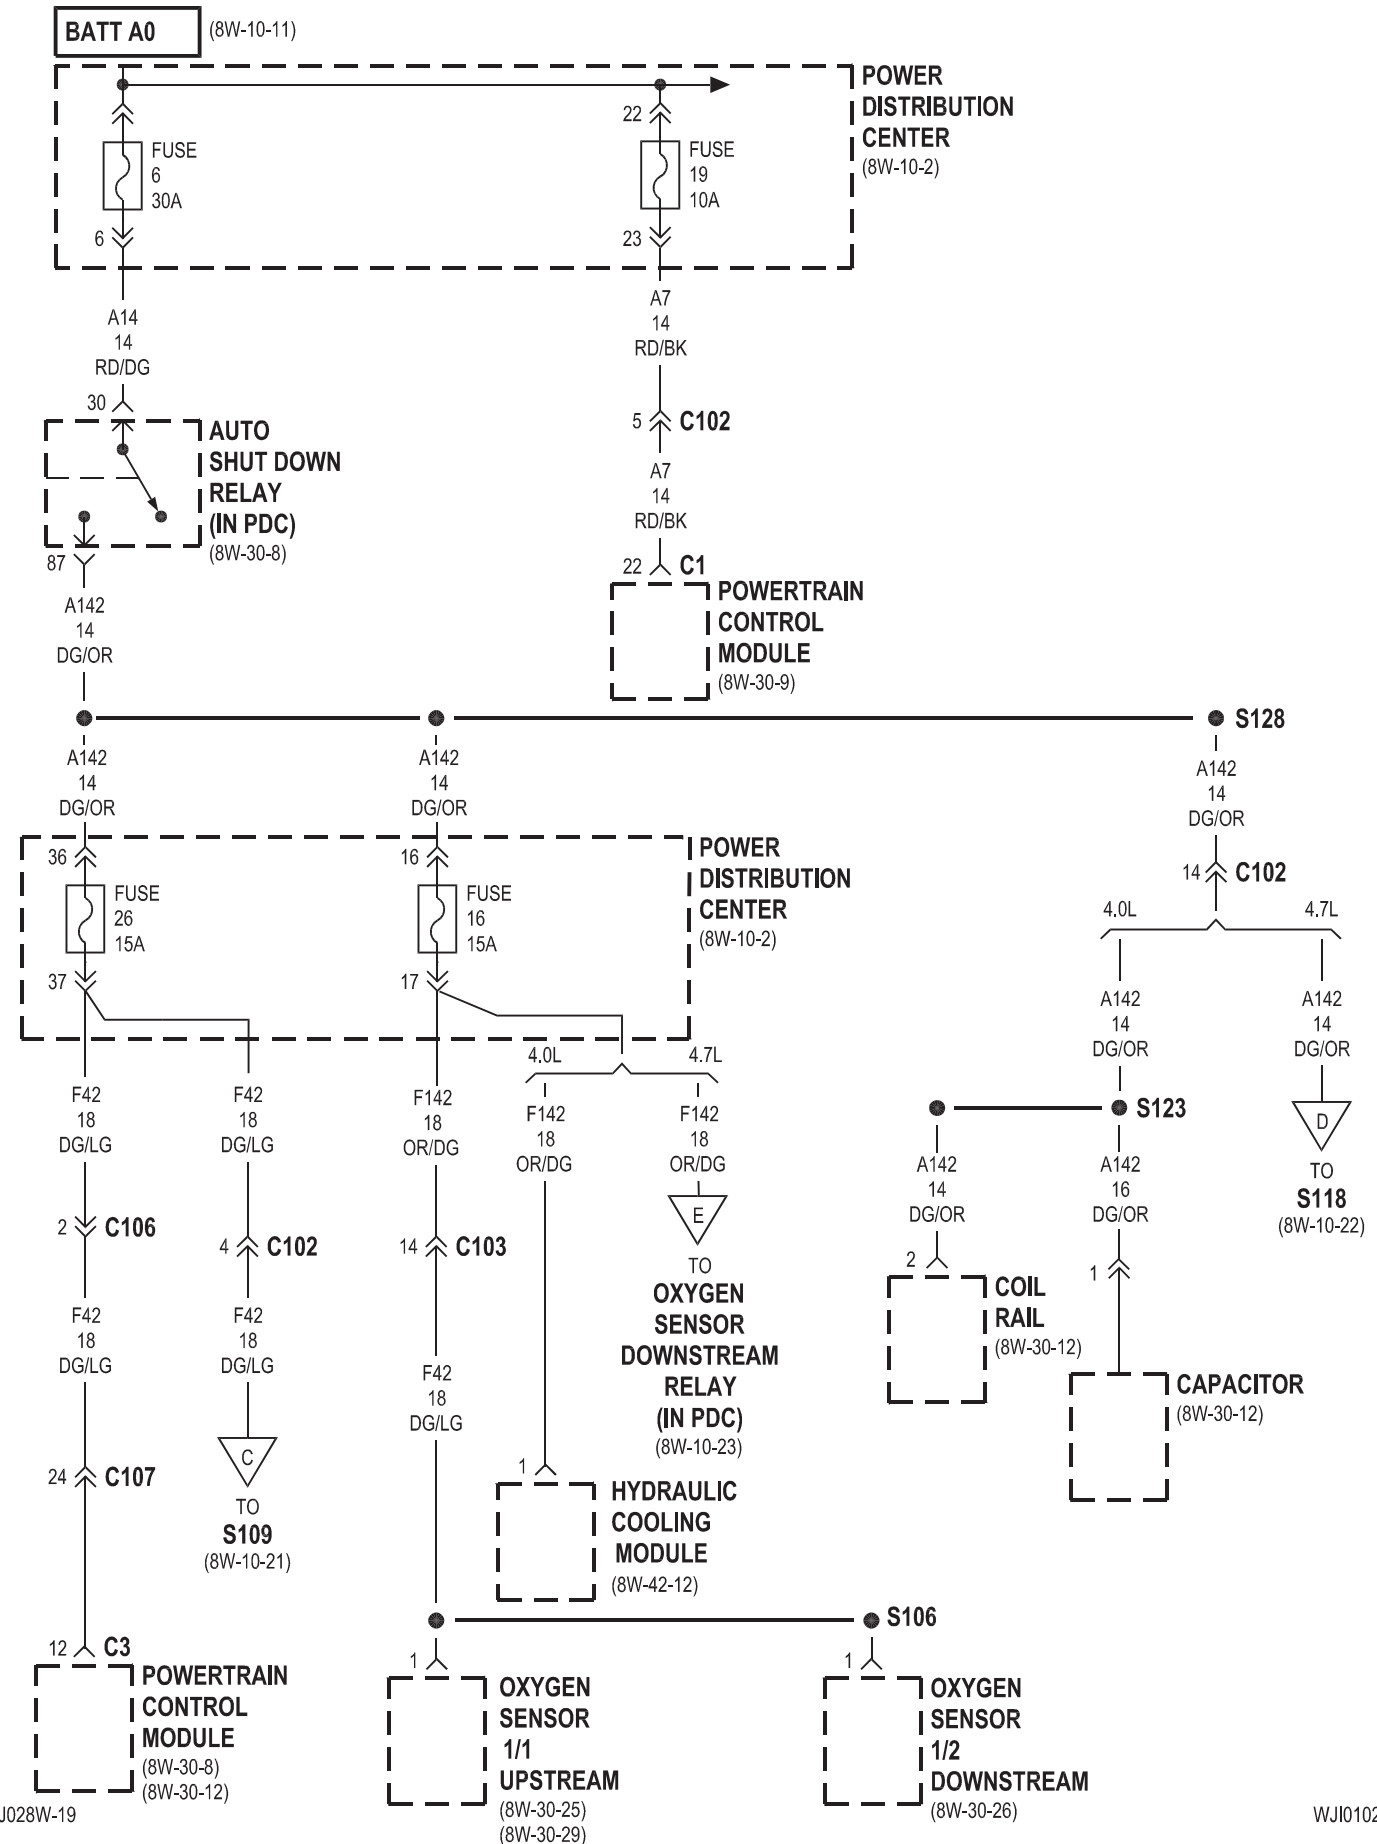 BATT A0 (8W-10-11)
POWER
DISTRIBUTION
CENTER
(8W-10-2)
FUSE
6
30A
6
22
FUSE
19
10A
23
A14
14
RD/DG
A7
14
RD/BK
30
AUTO
SHUT DOWN
RELAY
(IN PDC)
(8W-30-8)
87
5 C102
A7
14
RD/BK
22 C1
POWERTRAIN
CONTROL
MODULE
(8W-30-9)
A142
14
DG/OR
S128
A142
14
DG/OR
A142
14
DG/OR
A142
14
DG/OR
36
FUSE
26
15A
37
16
FUSE
16
15A
17
POWER
DISTRIBUTION
CENTER
(8W-10-2)
14 C102
4.0L 4.7L
A142
14
DG/OR
A142
14
DG/OR
4.0L 4.7L
F42
18
DG/LG
F42
18
DG/LG
F142
18
OR/DG
F142
18
OR/DG
F142
18
OR/DG
S123
D
TO
S118
(8W-10-22)
A142
14
DG/OR
A142
16
DG/OR
2 C106
4 C102
14 C103
E
TO
OXYGEN
SENSOR
DOWNSTREAM
RELAY
(IN PDC)
(8W-10-23)
2
COIL
RAIL
(8W-30-12)
1
CAPACITOR
(8W-30-12)
F42
18
DG/LG
F42
18
DG/LG
F42
18
DG/LG
24 C107
C
TO
S109
(8W-10-21)
1
HYDRAULIC
COOLING
MODULE
(8W-42-12)
S106
12 C3
POWERTRAIN
CONTROL
MODULE
(8W-30-8)
(8W-30-12)
1
OXYGEN
SENSOR
1/1
UPSTREAM
(8W-30-25)
(8W-30-29)
1
OXYGEN
SENSOR
1/2
DOWNSTREAM
(8W-30-26)
J028W-19
WJI0102